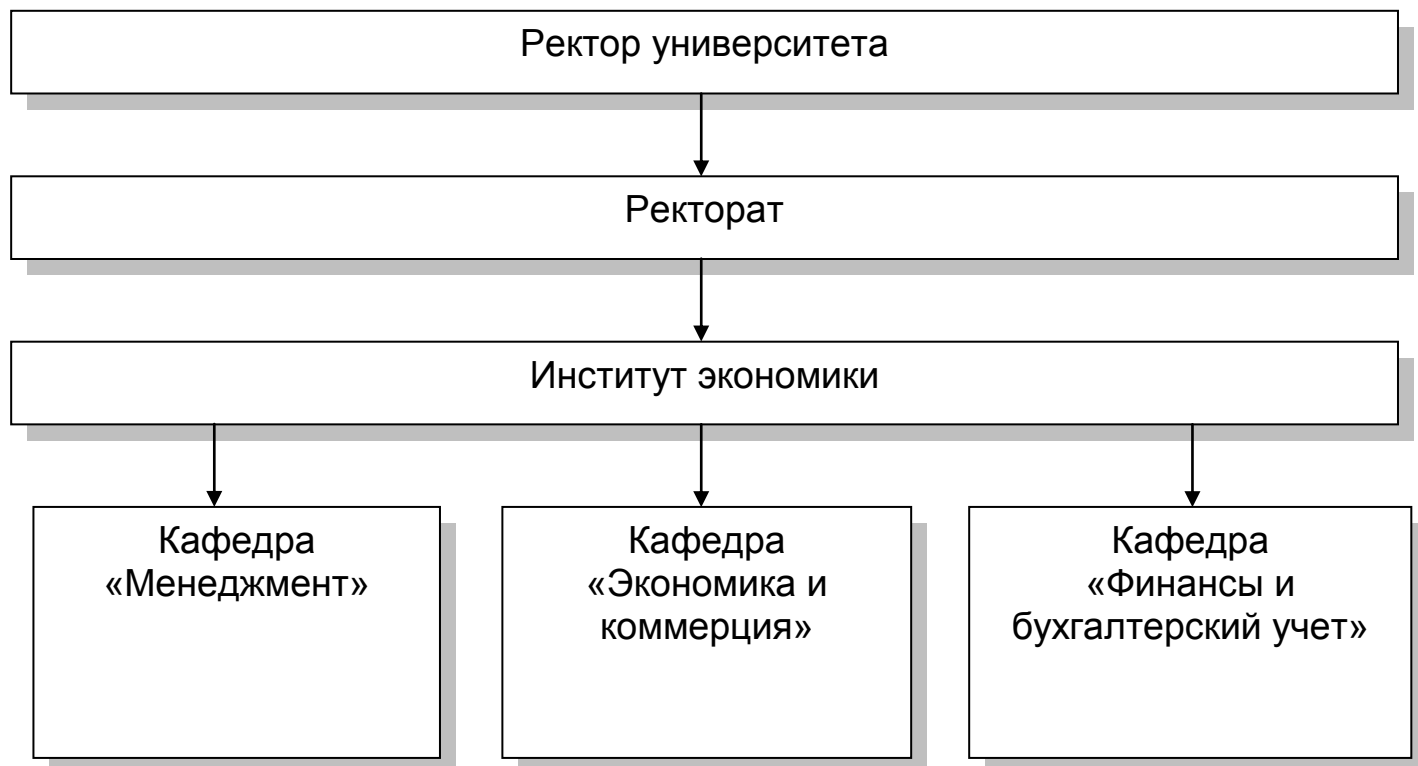 Ректор университета
Ректорат
Институт экономики
Кафедра
«Менеджмент»
Кафедра
«Экономика и
коммерция»
Кафедра
«Финансы и
бухгалтерский учет»